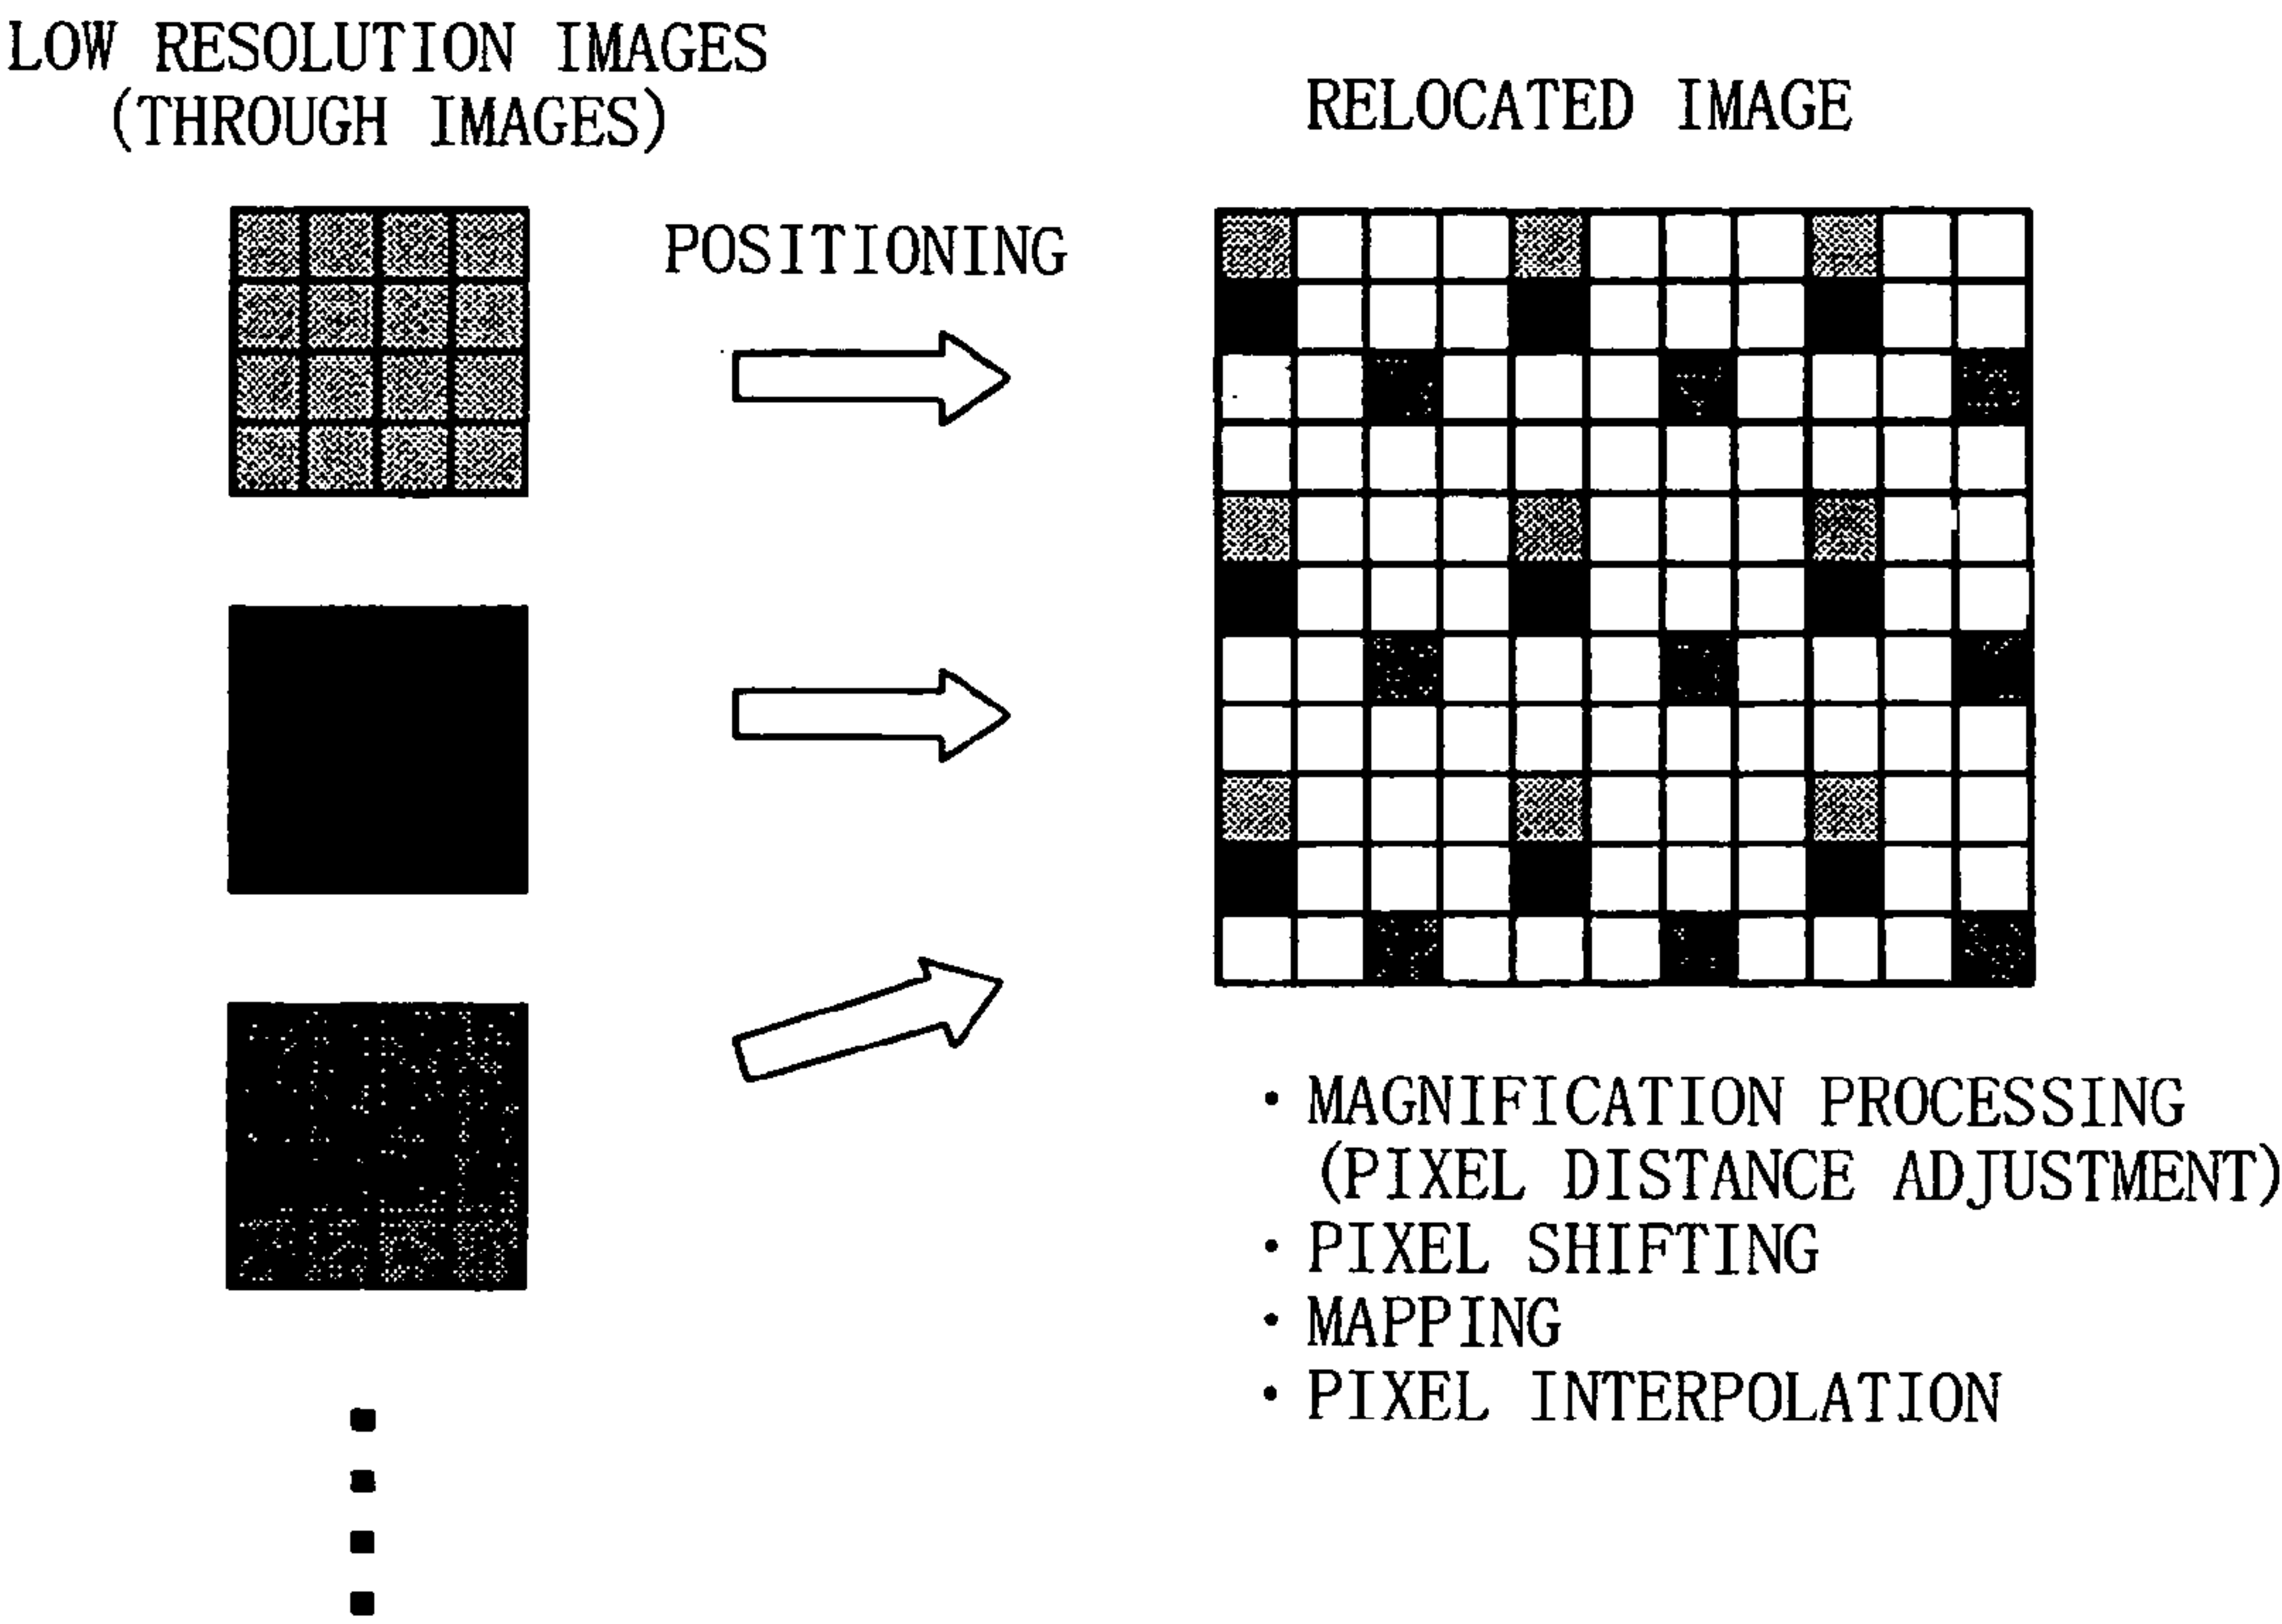 LOW RESOLUTION IMAGES
(THROUGH IMAGES)
POSITIONING
RELOCATED IMAGE
・MAGNIFICATION PROCESSING
(PIXEL DISTANCE ADJUSTMENT)
・PIXEL SHIFTING
・MAPPING
・PIXEL INTERPOLATION